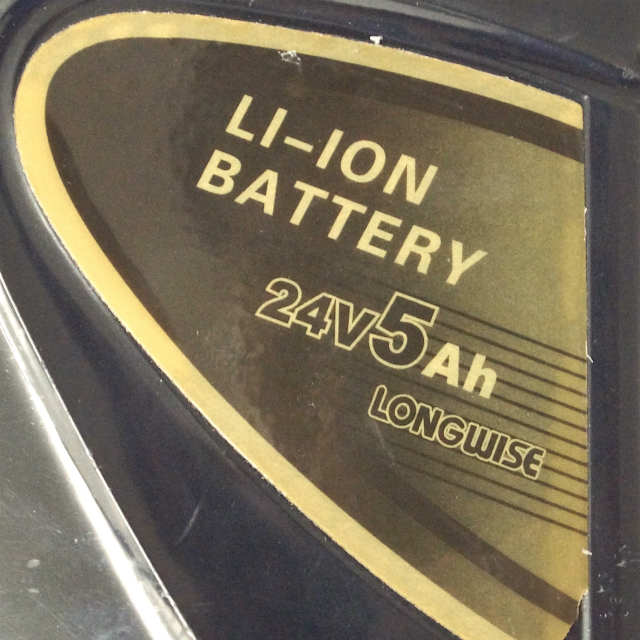 LI-ION
BATTERY
24V5Ah
LONGWISE